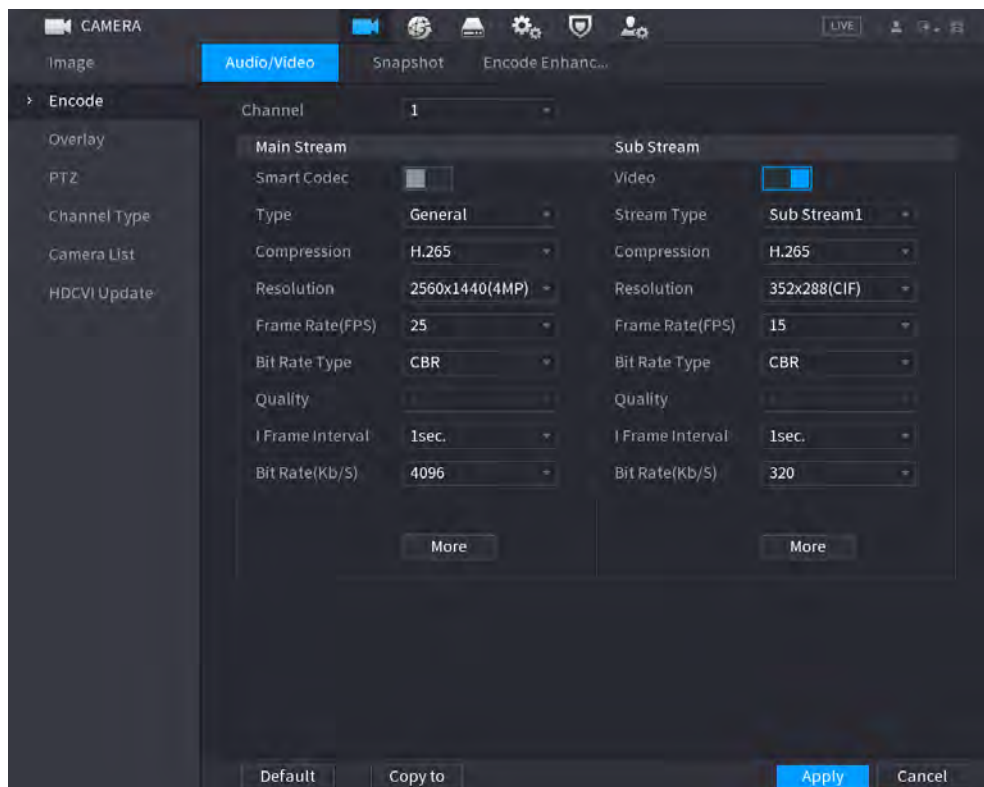 CAMERA LIVE
Image Audio/Video Snapshot Encode Enhanc...
> Encode Channel 1
Overlay Main Stream Sub Stream
PTZ Smart Codec Video
Channel Type Type General Stream Type Sub Stream1
Camera List Compression H.265 Compression H.265
HDCVI Update Resolution 2560x1440(4MP) Resolution 352x288(CIF)
Frame Rate(FPS) 25 Frame Rate(FPS) 15
Bit Rate Type CBR Bit Rate Type CBR
Quality Quality
I Frame Interval 1sec. I Frame Interval 1sec.
Bit Rate(Kb/S) 4096 Bit Rate(Kb/S) 320
More More
Default Copy to Apply Cancel